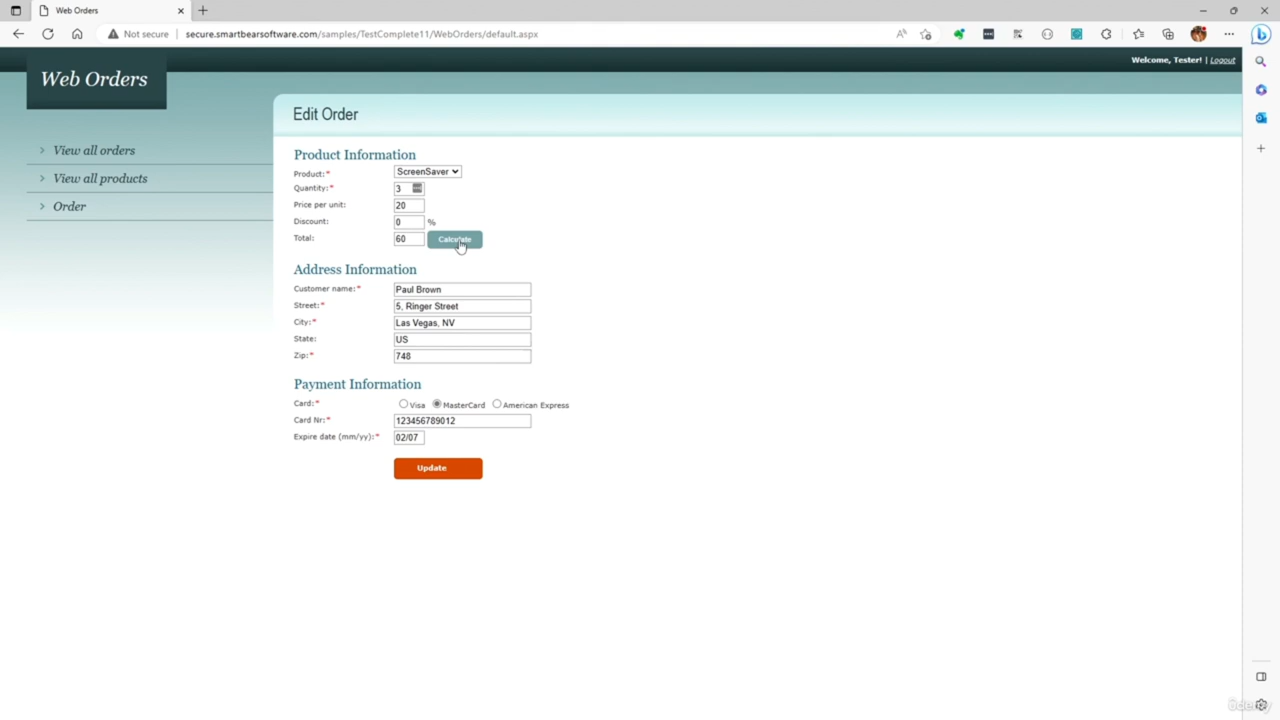 Web Orders
Not secure
secure.smartbearsoftware.com/samples/TestComplete11/WebOrders/default.aspx
Welcome, Tester! | Logout
Web Orders
View all orders
View all products
Order
Edit Order
Product Information
Product:* ScreenSaver
Quantity:* 3
Price per unit: 20
Discount: 0 %
Total: 60 Calculate
Address Information
Customer name:* Paul Brown
Street:* 5, Ringer Street
City:* Las Vegas, NV
State: US
Zip:* 748
Payment Information
Card:* Visa MasterCard American Express
Card Nr:* 123456789012
Expire date (mm/yy):* 02/07
Update